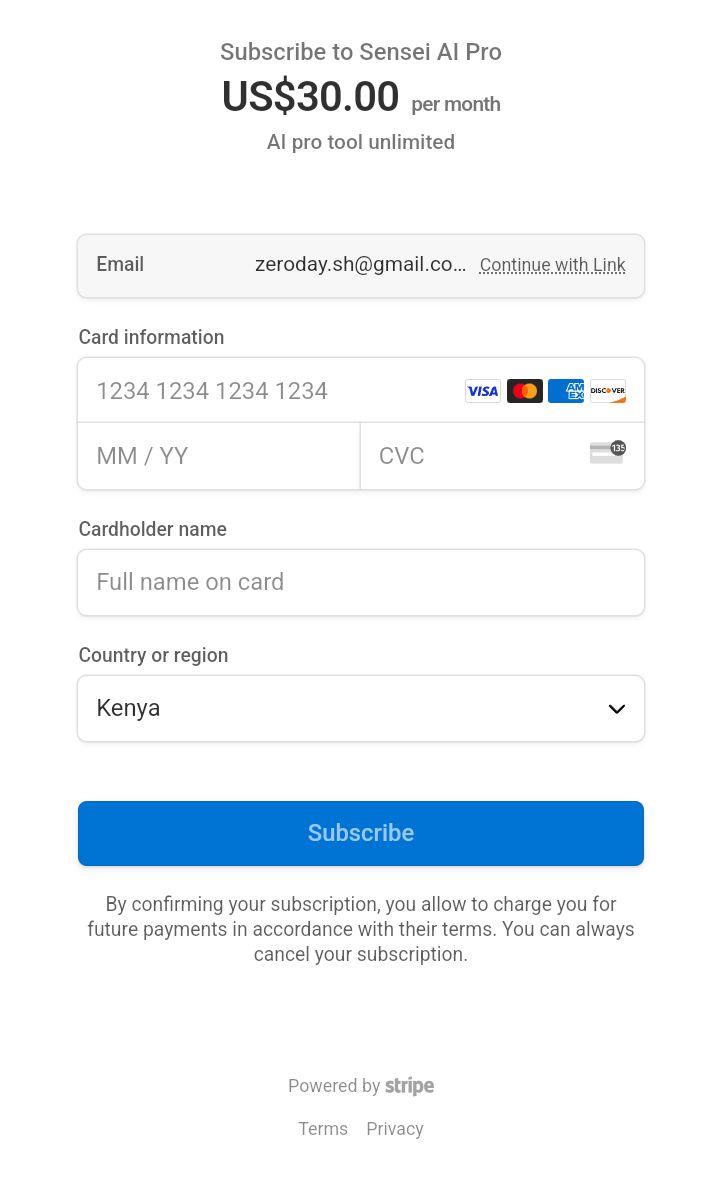 Subscribe to Sensei AI Pro
US$30.00 per month
AI pro tool unlimited
Email zeroday.sh@gmail.co... Continue with Link
Card information
1234 1234 1234 1234 VISA AM EX DISCOVER
MM / YY CVC 135
Cardholder name
Full name on card
Country or region
Kenya
Subscribe
By confirming your subscription, you allow to charge you for
future payments in accordance with their terms. You can always
cancel your subscription.
Powered by stripe
Terms Privacy